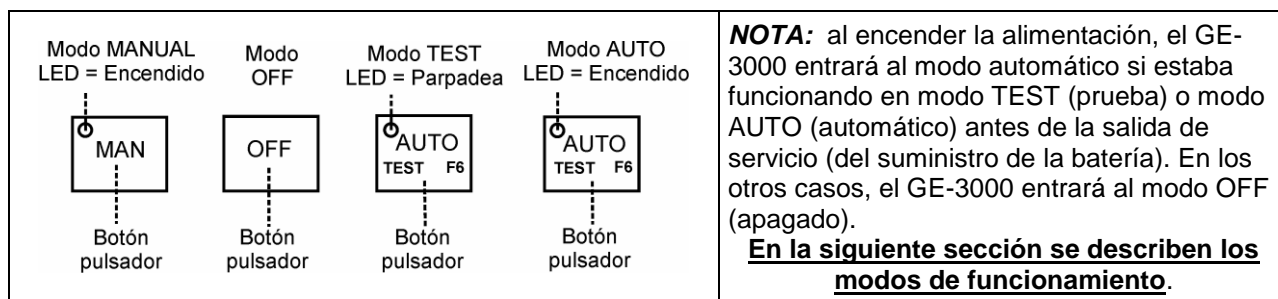 Modo MANUAL
LED = Encendido
Modo
OFF
Modo TEST
LED = Parpadea
Modo AUTO
LED = Encendido
MAN
OFF
AUTO
TEST F6
AUTO
TEST F6
Botón
pulsador
Botón
pulsador
Botón
pulsador
Botón
pulsador
NOTA: al encender la alimentación, el GE-
3000 entrará al modo automático si estaba
funcionando en modo TEST (prueba) o modo
AUTO (automático) antes de la salida de
servicio (del suministro de la batería). En los
otros casos, el GE-3000 entrará al modo OFF
(apagado).
En la siguiente sección se describen los
modos de funcionamiento.